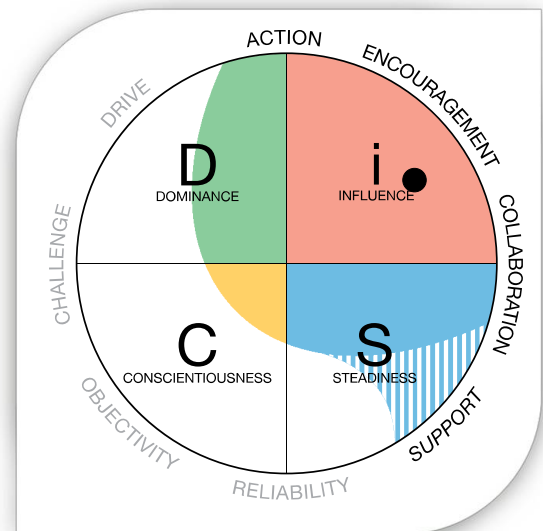 ACTION
ENCOURAGEMENT
DRIVE
D
DOMINANCE
i
INFLUENCE
CHALLENGE
COLLABORATION
C
CONSCIENTIOUSNESS
S
STEADINESS
OBJECTIVITY
SUPPORT
RELIABILITY